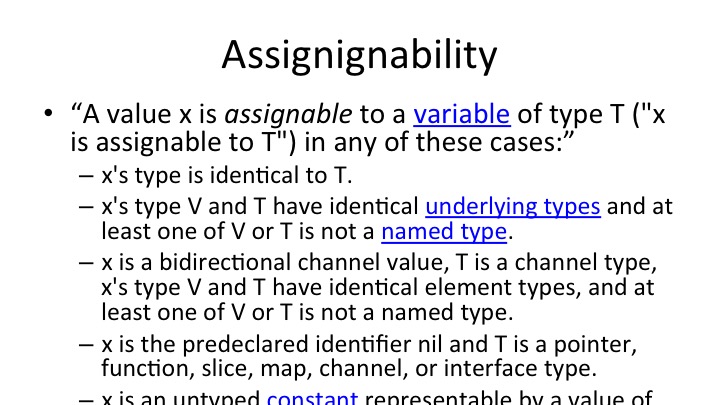 Assignignability
• “A value x is assignable to a variable of type T ("x
is assignable to T") in any of these cases:”
– x's type is identical to T.
– x's type V and T have identical underlying types and at
least one of V or T is not a named type.
– x is a bidirectional channel value, T is a channel type,
x's type V and T have identical element types, and at
least one of V or T is not a named type.
– x is the predeclared identifier nil and T is a pointer,
function, slice, map, channel, or interface type.
– x is an untyped constant representable by a value of